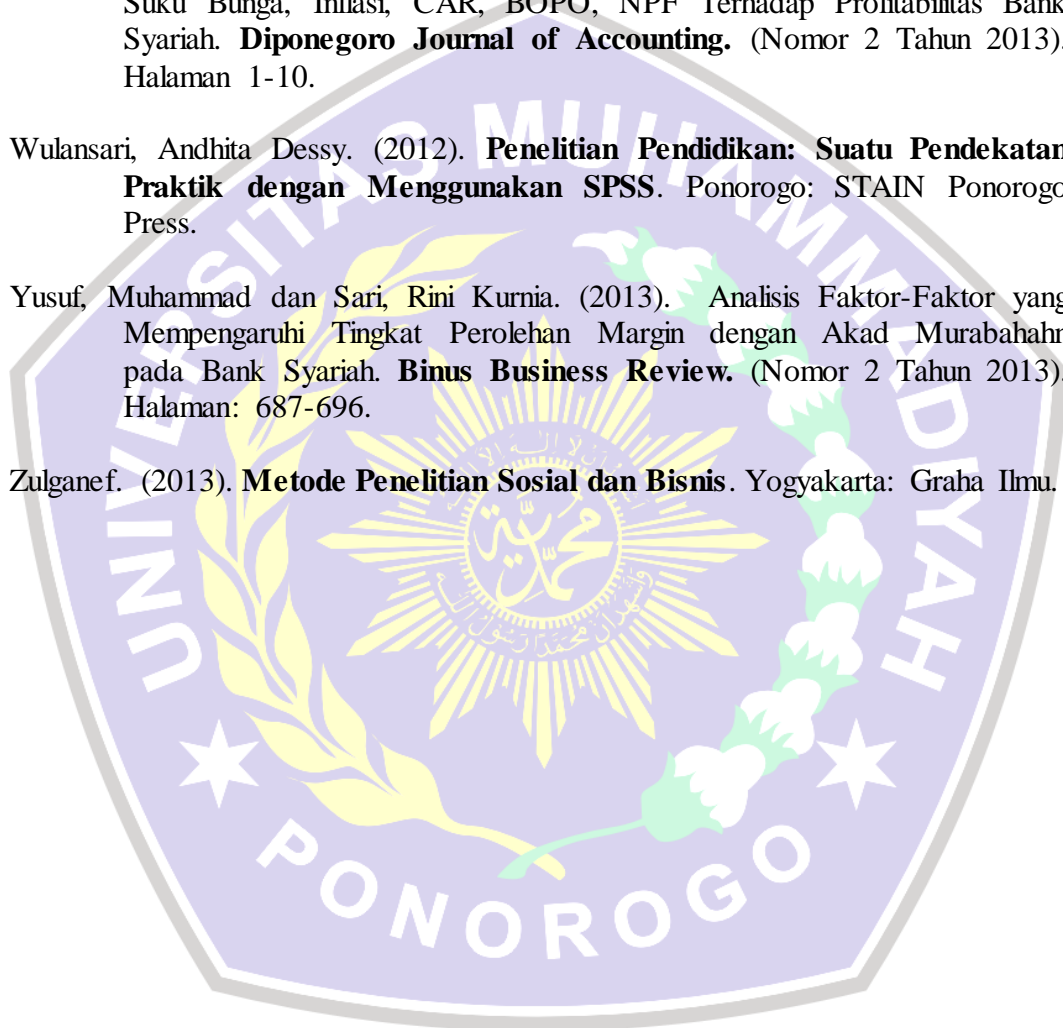 Suku Bunga, Inflasi, CAR, BOPO, NPF Terhadap Profitabilitas Bank
Syariah. Diponegoro Journal of Accounting. (Nomor 2 Tahun 2013).
Halaman 1-10.
Wulansari, Andhita Dessy. (2012). Penelitian Pendidikan: Suatu Pendekatan
Praktik dengan Menggunakan SPSS. Ponorogo: STAIN Ponorogo
Press.
Yusuf, Muhammad dan Sari, Rini Kurnia. (2013). Analisis Faktor-Faktor yang
Mempengaruhi Tingkat Perolehan Margin dengan Akad Murabahahn
pada Bank Syariah. Binus Business Review. (Nomor 2 Tahun 2013).
Halaman: 687-696.
Zulganef. (2013). Metode Penelitian Sosial dan Bisnis. Yogyakarta: Graha Ilmu.
UNIVERSITAS MUHAMMADIYAH
PONOROGO